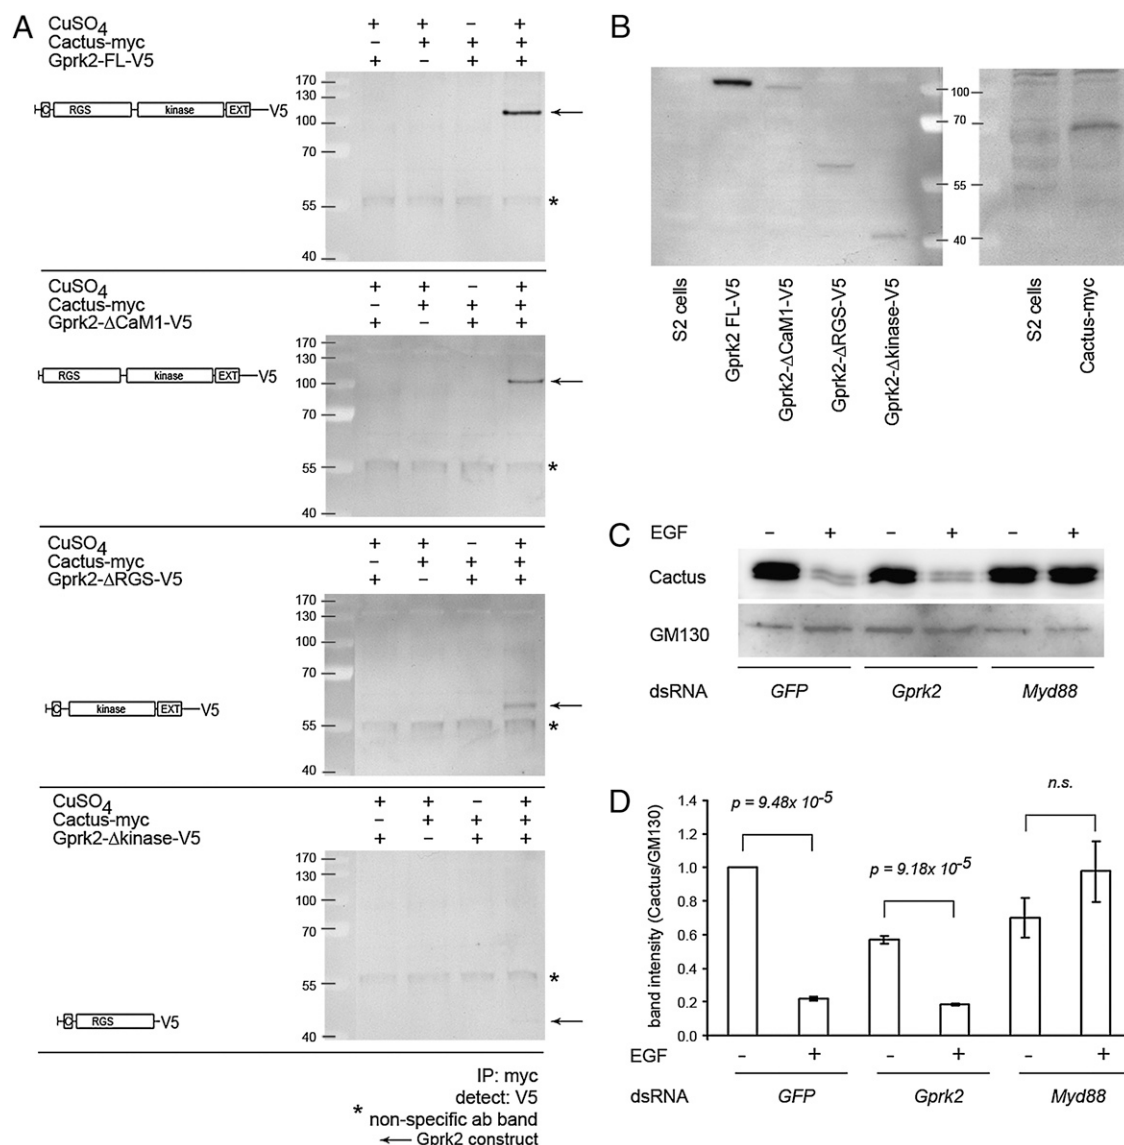 A
CuSO4 + + – +
Cactus-myc – + + +
Gprk2-FL-V5 + – + +
170
130
100
70
55
40
C RGS kinase EXT V5
*
CuSO4 + + – +
Cactus-myc – + + +
Gprk2-ΔCaM1-V5 + – + +
170
130
100
70
55
40
RGS kinase EXT V5
*
CuSO4 + + – +
Cactus-myc – + + +
Gprk2-ΔRGS-V5 + – + +
170
130
100
70
55
40
C kinase EXT V5
*
CuSO4 + + – +
Cactus-myc – + + +
Gprk2-Δkinase-V5 + – + +
170
130
100
70
55
40
C RGS V5
*
IP: myc
detect: V5
* non-specific ab band
← Gprk2 construct
B
100
70
55
40
S2 cells
Gprk2 FL-V5
Gprk2-ΔCaM1-V5
Gprk2-ΔRGS-V5
Gprk2-Δkinase-V5
S2 cells
Cactus-myc
C
EGF – + – + – +
Cactus
GM130
dsRNA GFP Gprk2 Myd88
D
band intensity (Cactus/GM130)
1.4
1.2
1.0
0.8
0.6
0.4
0.2
0.0
p = 9.48x 10-5
p = 9.18x 10-5
n.s.
EGF - + - + - +
dsRNA GFP Gprk2 Myd88